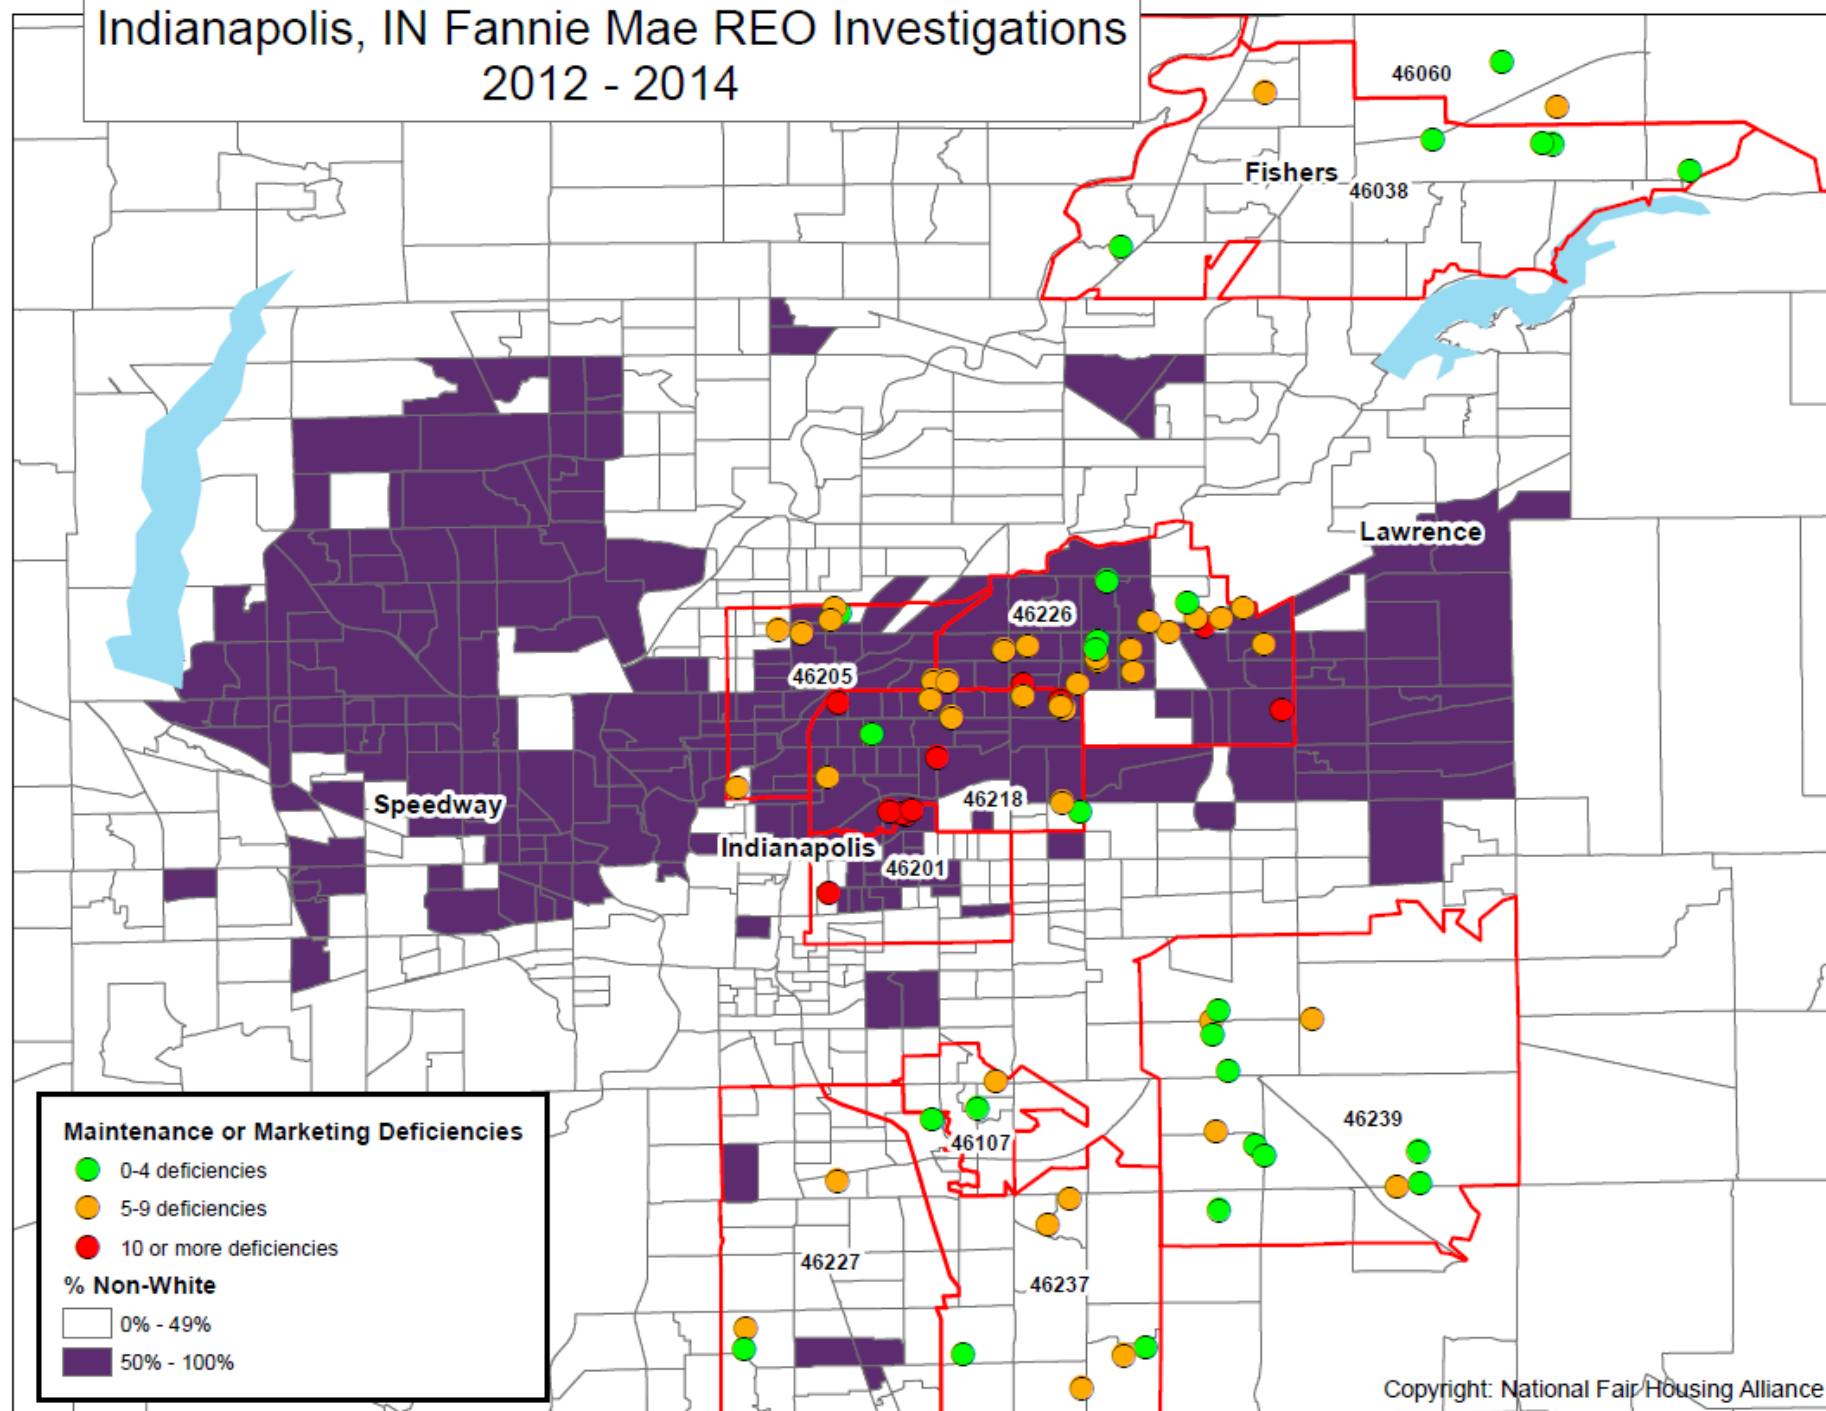 Indianapolis, IN Fannie Mae REO Investigations
2012 - 2014
46060
Fishers
46038
Lawrence
46226
46205
Speedway
46218
Indianapolis
46201
46239
46107
46227
46237
Maintenance or Marketing Deficiencies
0-4 deficiencies
5-9 deficiencies
10 or more deficiencies
% Non-White
0% - 49%
50% - 100%
Copyright: National Fair Housing Alliance